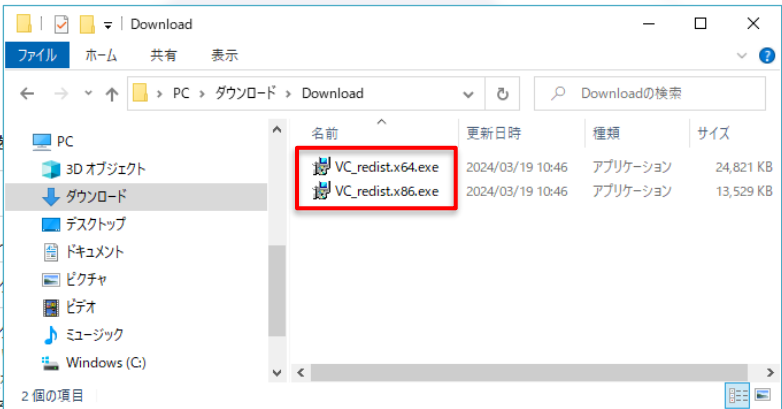 Download
ファイル ホーム 共有 表示
PC › ダウンロード › Download
Downloadの検索
PC
3D オブジェクト
ダウンロード
デスクトップ
ドキュメント
ピクチャ
ビデオ
ミュージック
Windows (C:)
名前 更新日時 種類 サイズ
VC_redist.x64.exe 2024/03/19 10:46 アプリケーション 24,821 KB
VC_redist.x86.exe 2024/03/19 10:46 アプリケーション 13,529 KB
2 個の項目